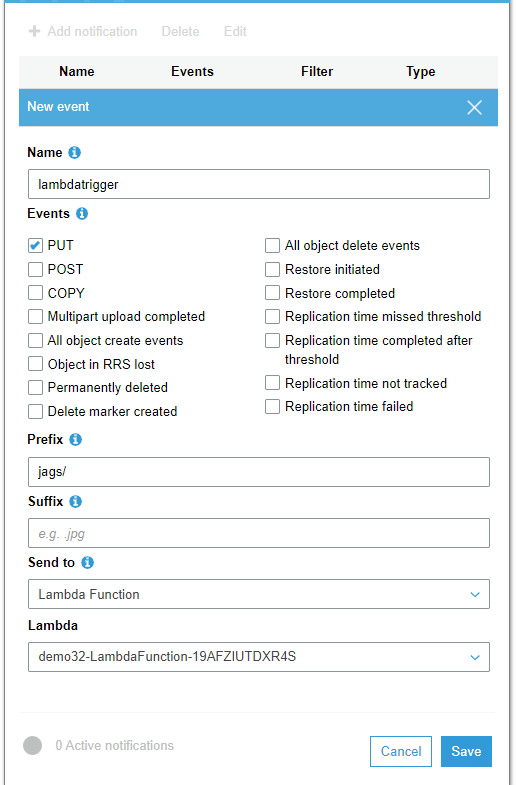 Add notification Delete Edit
Name Events Filter Type
New event
Name
lambdatrigger
Events
PUT
POST
COPY
Multipart upload completed
All object create events
Object in RRS lost
Permanently deleted
Delete marker created
All object delete events
Restore initiated
Restore completed
Replication time missed threshold
Replication time completed after
threshold
Replication time not tracked
Replication time failed
Prefix
jags/
Suffix
e.g. .jpg
Send to
Lambda Function
Lambda
demo32-LambdaFunction-19AFZIUTDXR4S
0 Active notifications
Cancel Save